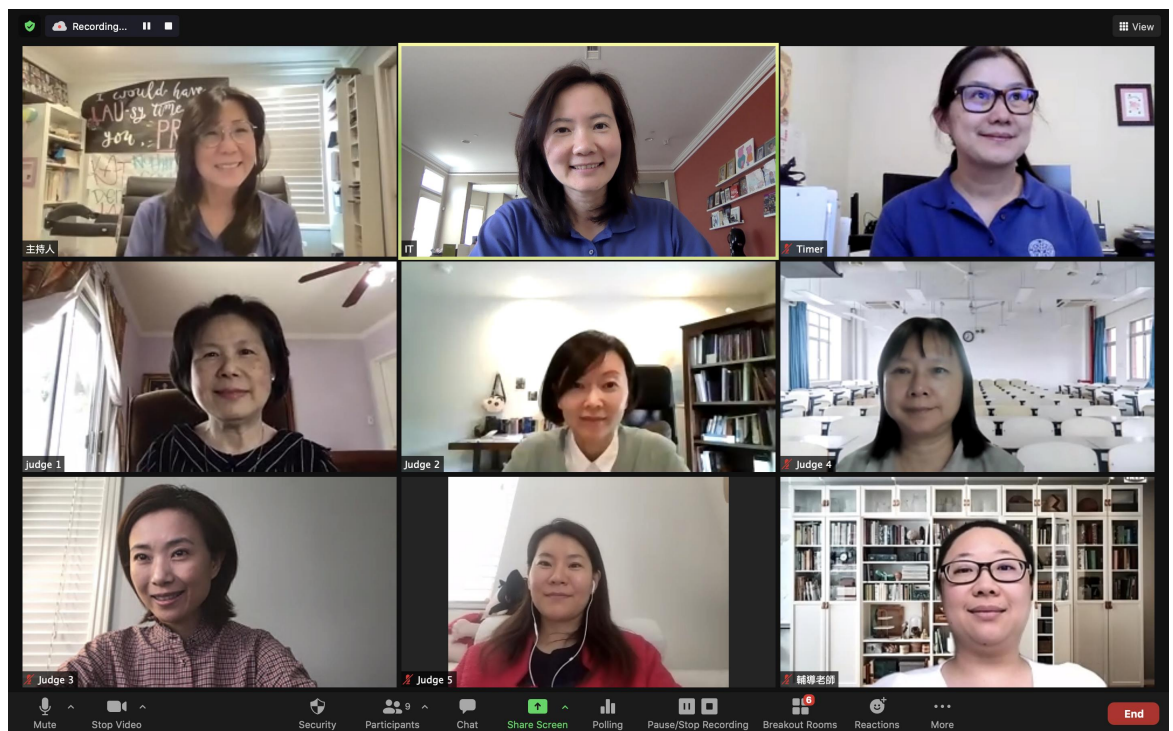 Recording...
View
I would have
LAU-sy time
you.
主持人
IT
Timer
judge 1
Judge 2
Judge 4
Judge 3
Judge 5
輔導老師
Mute
Stop Video
Security
Participants
9
Chat
Share Screen
Polling
Pause/Stop Recording
Breakout Rooms
6
Reactions
More
End